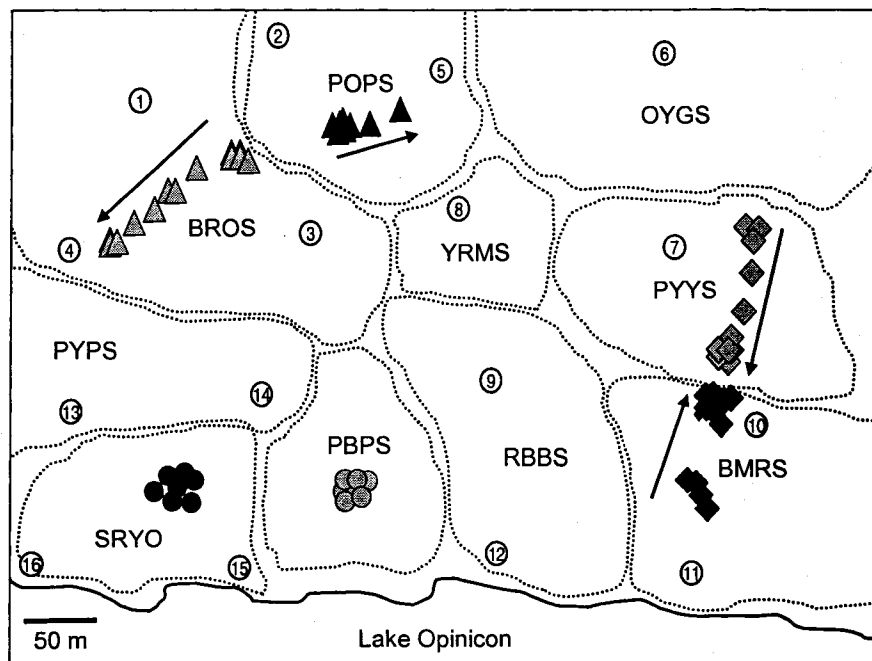 ② POPS ⑤ ⑥
① OYGS
④ BROS ③ ⑧ YRMS ⑦ PYYS
PYPS ⑬ ⑭ ⑨ ⑩
PBPS RBBS BMRS
SRYO
⑯ ⑮ ⑫ ⑪
50 m Lake Opinicon